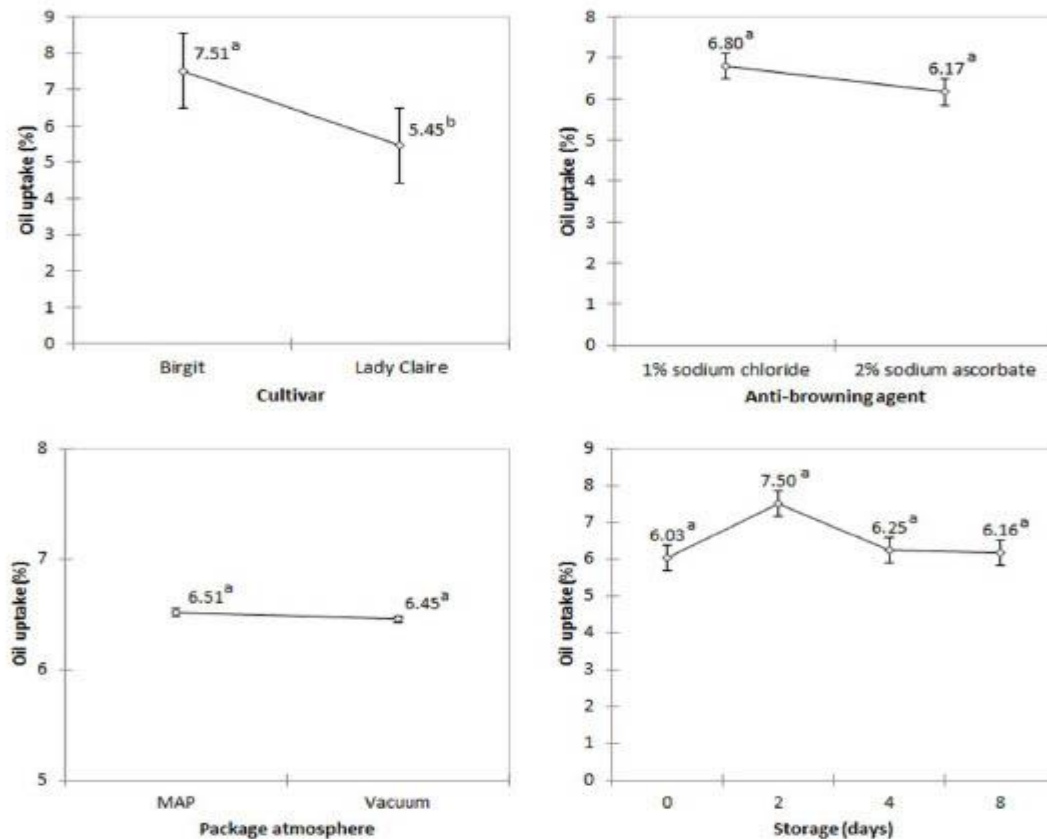 9
8
7
6
5
4
3
2
1
0
Oil uptake (%)
7.51ᵃ
5.45ᵇ
Birgit Lady Claire
Cultivar
8
7
6
5
4
3
2
1
0
Oil uptake (%)
6.80ᵃ
6.17ᵃ
1% sodium chloride 2% sodium ascorbate
Anti-browning agent
8
7
6
5
Oil uptake (%)
6.51ᵃ
6.45ᵃ
MAP Vacuum
Package atmosphere
9
8
7
6
5
4
3
2
1
0
Oil uptake (%)
6.03ᵃ
7.50ᵃ
6.25ᵃ
6.16ᵃ
0 2 4 8
Storage (days)